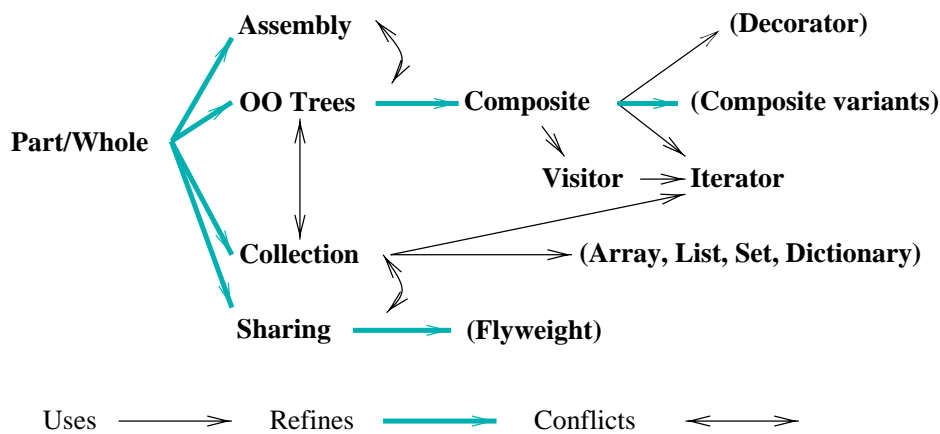 Assembly
(Decorator)
OO Trees
Composite
(Composite variants)
Part/Whole
Visitor
Iterator
Collection
(Array, List, Set, Dictionary)
Sharing
(Flyweight)
Uses
Refines
Conflicts